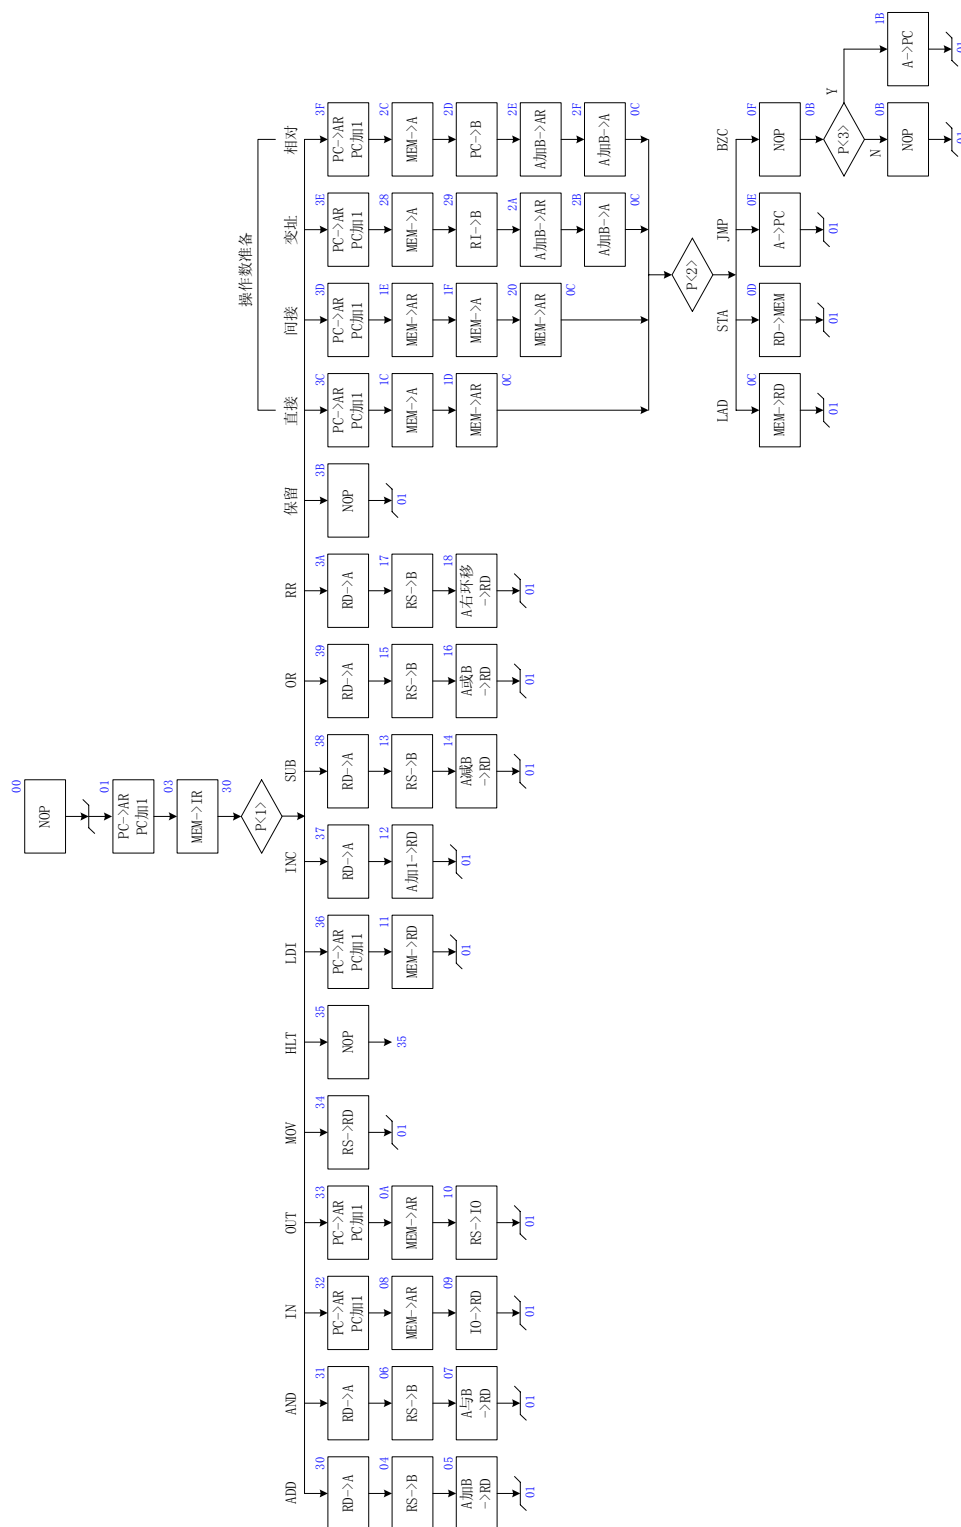 00
NOP
01
PC->AR
PC加1
03
MEM->IR
30
P<1>
操作数准备
ADD
30
RD->A
04
RS->B
05
A加B
->RD
01
AND
31
RD->A
06
RS->B
07
A与B
->RD
01
IN
32
PC->AR
PC加1
08
MEM->AR
09
IO->RD
01
OUT
33
PC->AR
PC加1
0A
MEM->AR
10
RS->IO
01
MOV
34
RS->RD
01
HLT
35
NOP
35
LDI
36
PC->AR
PC加1
11
MEM->RD
01
INC
37
RD->A
12
A加1->RD
01
SUB
38
RD->A
13
RS->B
14
A减B
->RD
01
OR
39
RD->A
15
RS->B
16
A或B
->RD
01
RR
3A
RD->A
17
RS->B
18
A右环移
->RD
01
保留
3B
NOP
01
直接
3C
PC->AR
PC加1
1C
MEM->A
1D
MEM->AR
0C
间接
3D
PC->AR
PC加1
1E
MEM->AR
1F
MEM->A
20
MEM->AR
0C
变址
3E
PC->AR
PC加1
28
MEM->A
29
RI->B
2A
A加B->AR
2B
A加B->A
0C
相对
3F
PC->AR
PC加1
2C
MEM->A
2D
PC->B
2E
A加B->AR
2F
A加B->A
0C
P<2>
LAD
0C
MEM->RD
01
STA
0D
RD->MEM
01
JMP
0E
A->PC
01
BZC
0F
NOP
0B
P<3>
N
Y
0B
NOP
01
1B
A->PC
01